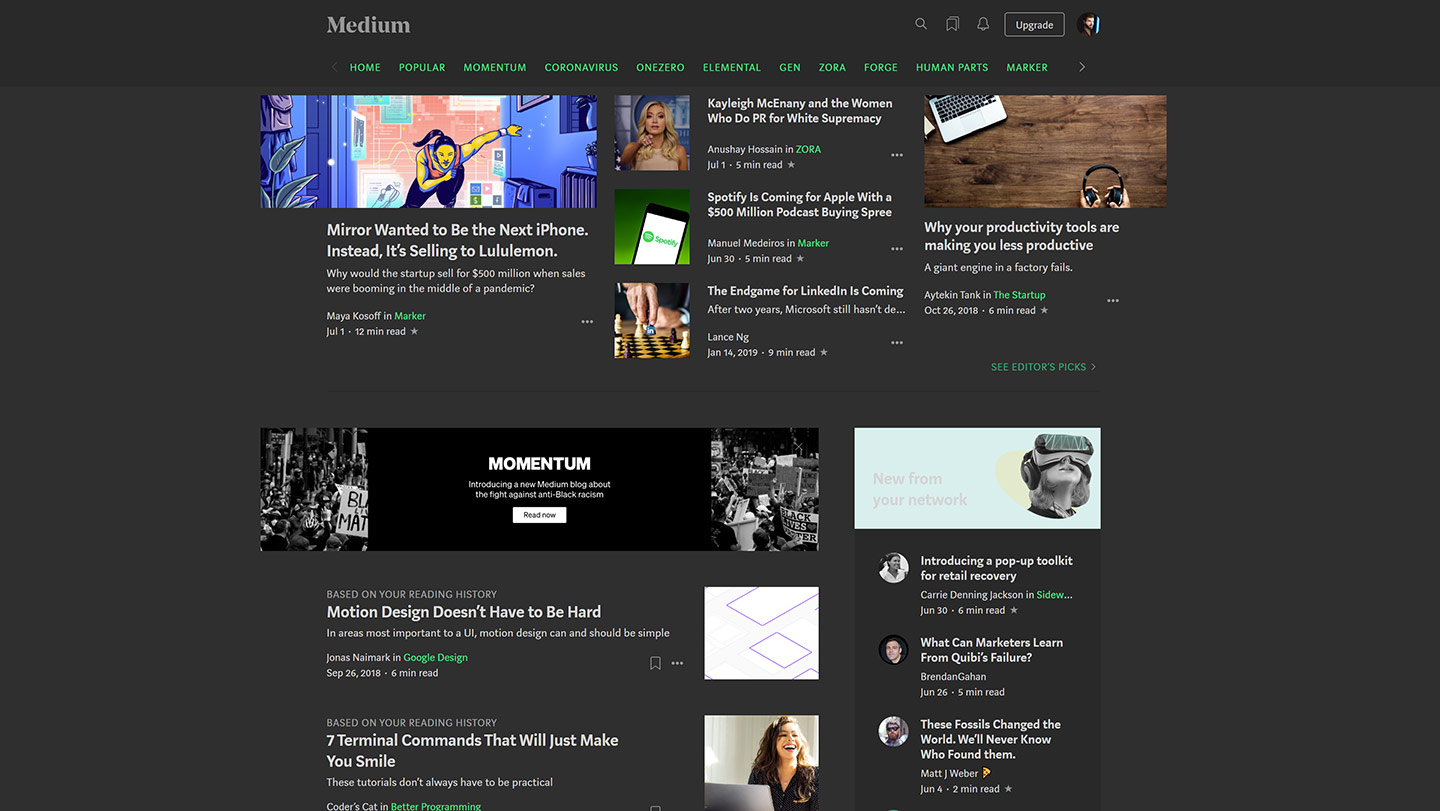 Medium
Upgrade
HOME POPULAR MOMENTUM CORONAVIRUS ONEZERO ELEMENTAL GEN ZORA FORGE HUMAN PARTS MARKER
Mirror Wanted to Be the Next iPhone.
Instead, It’s Selling to Lululemon.
Why would the startup sell for $500 million when sales
were booming in the middle of a pandemic?
Maya Kosoff in Marker
Jul 1 · 12 min read ★
Kayleigh McEnany and the Women
Who Do PR for White Supremacy
Anushay Hossain in ZORA
Jul 1 · 5 min read ★
Spotify
Spotify Is Coming for Apple With a
$500 Million Podcast Buying Spree
Manuel Medeiros in Marker
Jun 30 · 5 min read ★
in
The Endgame for LinkedIn Is Coming
After two years, Microsoft still hasn’t de...
Lance Ng
Jan 14, 2019 · 9 min read ★
Why your productivity tools are
making you less productive
A giant engine in a factory fails.
Aytekin Tank in The Startup
Oct 26, 2018 · 6 min read ★
SEE EDITOR’S PICKS
MOMENTUM
Introducing a new Medium blog about
the fight against anti-Black racism
Read now
BLACK
LIVES
MATTER
BASED ON YOUR READING HISTORY
Motion Design Doesn’t Have to Be Hard
In areas most important to a UI, motion design can and should be simple
Jonas Naimark in Google Design
Sep 26, 2018 · 6 min read
BASED ON YOUR READING HISTORY
7 Terminal Commands That Will Just Make
You Smile
These tutorials don’t always have to be practical
Coder’s Cat in Better Programming
New from
your network
Introducing a pop-up toolkit
for retail recovery
Carrie Denning Jackson in Sidew...
Jun 30 · 6 min read ★
What Can Marketers Learn
From Quibi’s Failure?
BrendanGahan
Jun 26 · 5 min read
These Fossils Changed the
World. We’ll Never Know
Who Found them.
Matt J Weber
Jun 4 · 2 min read ★